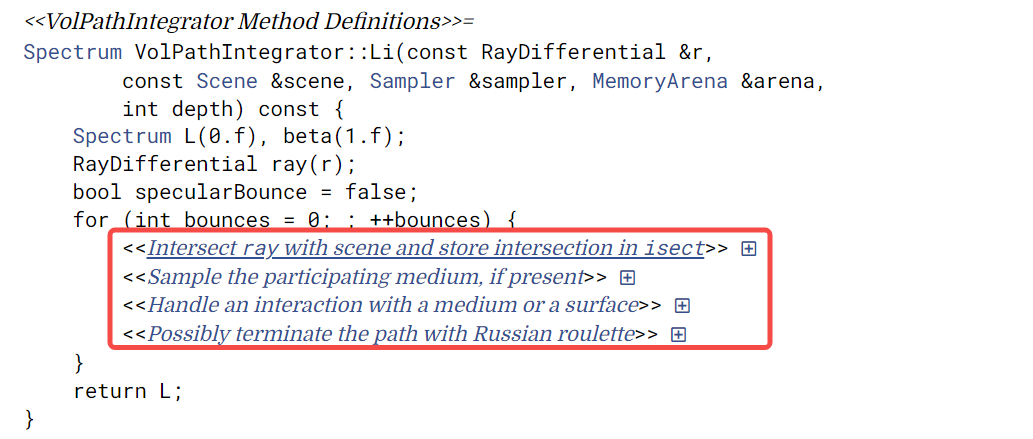 <<VolPathIntegrator Method Definitions>>=
Spectrum VolPathIntegrator::Li(const RayDifferential &r,
        const Scene &scene, Sampler &sampler, MemoryArena &arena,
        int depth) const {
    Spectrum L(0.f), beta(1.f);
    RayDifferential ray(r);
    bool specularBounce = false;
    for (int bounces = 0; ; ++bounces) {
        <<Intersect ray with scene and store intersection in isect>>
        <<Sample the participating medium, if present>>
        <<Handle an interaction with a medium or a surface>>
        <<Possibly terminate the path with Russian roulette>>
    }
    return L;
}